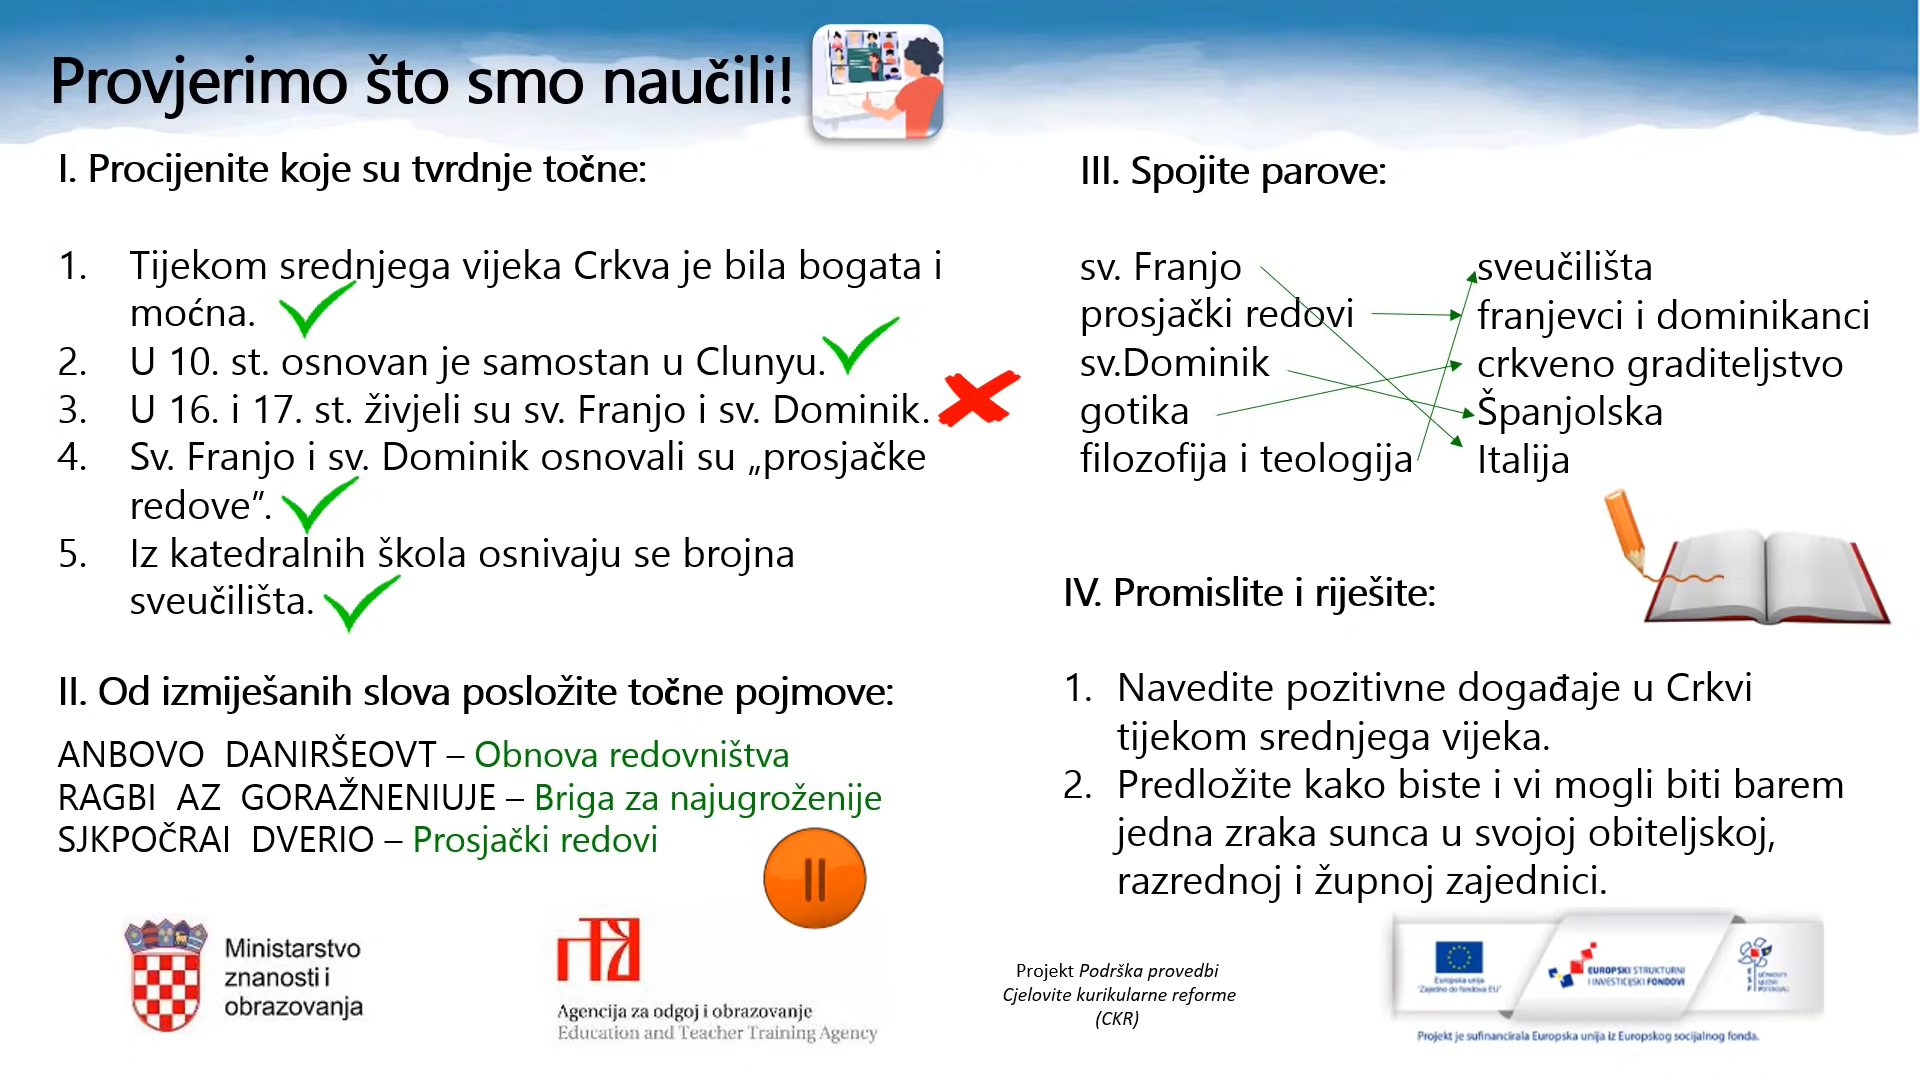 Provjerimo što smo naučili!
I. Procijenite koje su tvrdnje točne:
1. Tijekom srednjega vijeka Crkva je bila bogata i
moćna.
2. U 10. st. osnovan je samostan u Clunyu.
3. U 16. i 17. st. živjeli su sv. Franjo i sv. Dominik.
4. Sv. Franjo i sv. Dominik osnovali su „prosjačke
redove”.
5. Iz katedralnih škola osnivaju se brojna
sveučilišta.
II. Od izmiješanih slova posložite točne pojmove:
ANBOVO DANIRŠEOVT – Obnova redovništva
RAGBI AZ GORAŽNENIUJE – Briga za najugroženije
SJKPOČRAI DVERIO – Prosjački redovi
III. Spojite parove:
sv. Franjo
prosjački redovi
sv.Dominik
gotika
filozofija i teologija
sveučilišta
franjevci i dominikanci
crkveno graditeljstvo
Španjolska
Italija
IV. Promislite i riješite:
1. Navedite pozitivne događaje u Crkvi
tijekom srednjega vijeka.
2. Predložite kako biste i vi mogli biti barem
jedna zraka sunca u svojoj obiteljskoj,
razrednoj i župnoj zajednici.
Ministarstvo
znanosti i
obrazovanja
Agencija za odgoj i obrazovanje
Education and Teacher Training Agency
Projekt Podrška provedbi
Cjelovite kurikularne reforme
(CKR)
Europska unija
"Zajedno do fondova EU"
EUROPSKI STRUKTURNI
I INVESTICIJSKI FONDOVI
Projekt je sufinancirala Europska unija iz Europskog socijalnog fonda.